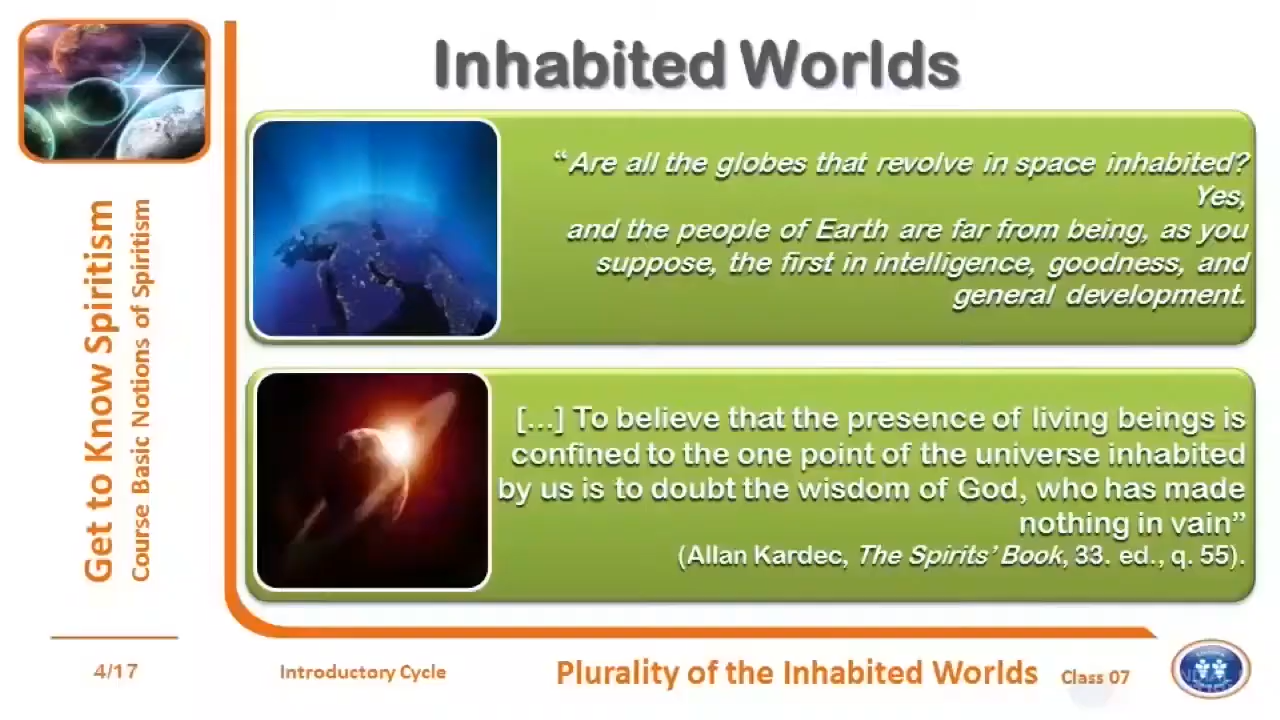 Inhabited Worlds
“Are all the globes that revolve in space inhabited?
Yes,
and the people of Earth are far from being, as you
suppose, the first in intelligence, goodness, and
general development.
[...] To believe that the presence of living beings is
confined to the one point of the universe inhabited
by us is to doubt the wisdom of God, who has made
nothing in vain”
(Allan Kardec, The Spirits’ Book, 33. ed., q. 55).
Get to Know Spiritism
Course Basic Notions of Spiritism
4/17
Introductory Cycle
Plurality of the Inhabited Worlds
Class 07